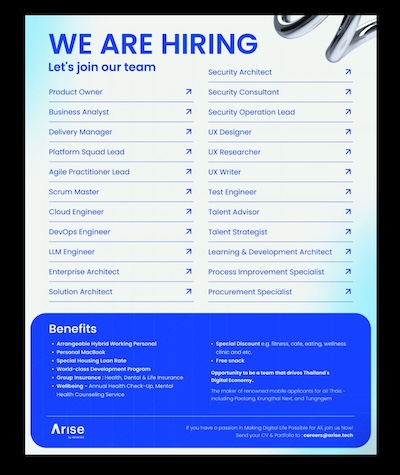 WE ARE HIRING
Let's join our team
Product Owner
Business Analyst
Delivery Manager
Platform Squad Lead
Agile Practitioner Lead
Scrum Master
Cloud Engineer
DevOps Engineer
LLM Engineer
Enterprise Architect
Solution Architect
Security Architect
Security Consultant
Security Operation Lead
UX Designer
UX Researcher
UX Writer
Test Engineer
Talent Advisor
Talent Strategist
Learning & Development Architect
Process Improvement Specialist
Procurement Specialist
Benefits
• Arrangeable Hybrid Working Personal
• Personal MacBook
• Special Housing Loan Rate
• World-class Development Program
• Group Insurance : Health, Dental & Life Insurance
• Wellbeing - Annual Health Check-Up, Mental
Health Counseling Service
• Special Discount e.g. fitness, cafe, eating, wellness
clinic and etc.
• Free snack
Opportunity to be a team that drives Thailand's
Digital Economy.
The maker of renowned mobile applicants for all Thais -
including Paotang, Krungthai Next, and Tungngern
Arise
by INFINITAS
If you have a passion in Making Digital Life Possible for All, join us Now!
Send your CV & Portfolio to : careers@arise.tech